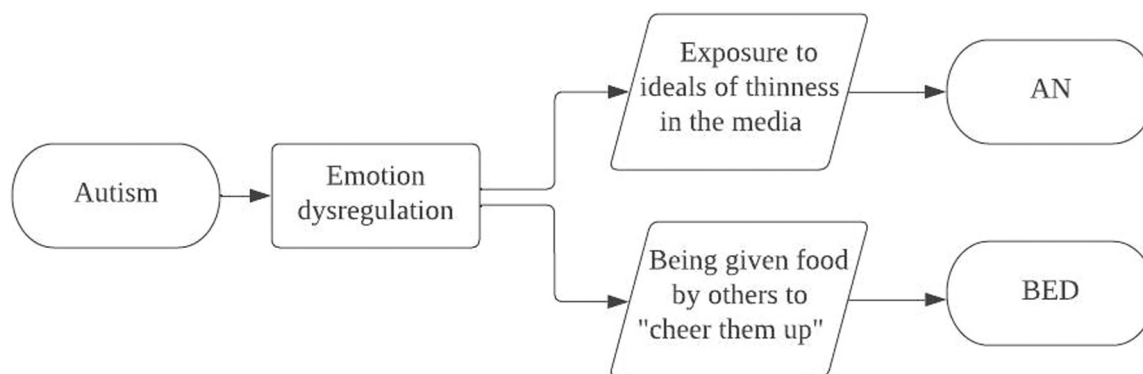 Autism
Emotion
dysregulation
Exposure to
ideals of thinness
in the media
AN
Being given food
by others to
"cheer them up"
BED